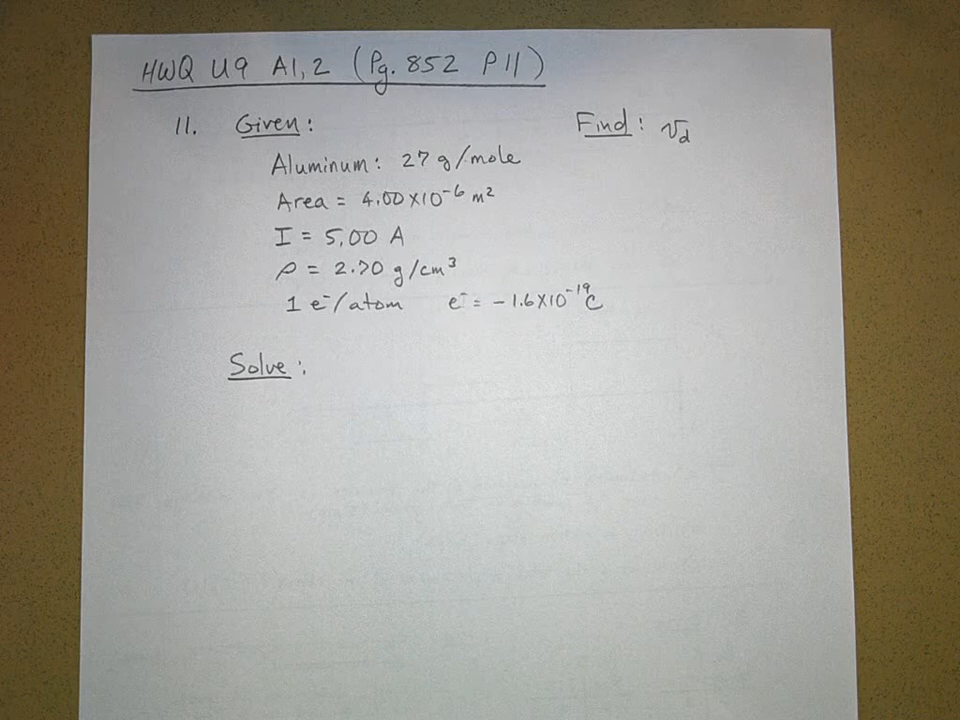 HWQ U9 A1,2 (Pg. 852 P11)
11. Given: Find: v_d
Aluminum: 27 g/mole
Area = 4.00×10⁻⁶ m²
I = 5.00 A
ρ = 2.70 g/cm³
1 e⁻/atom e⁻ = -1.6×10⁻¹⁹C
Solve: